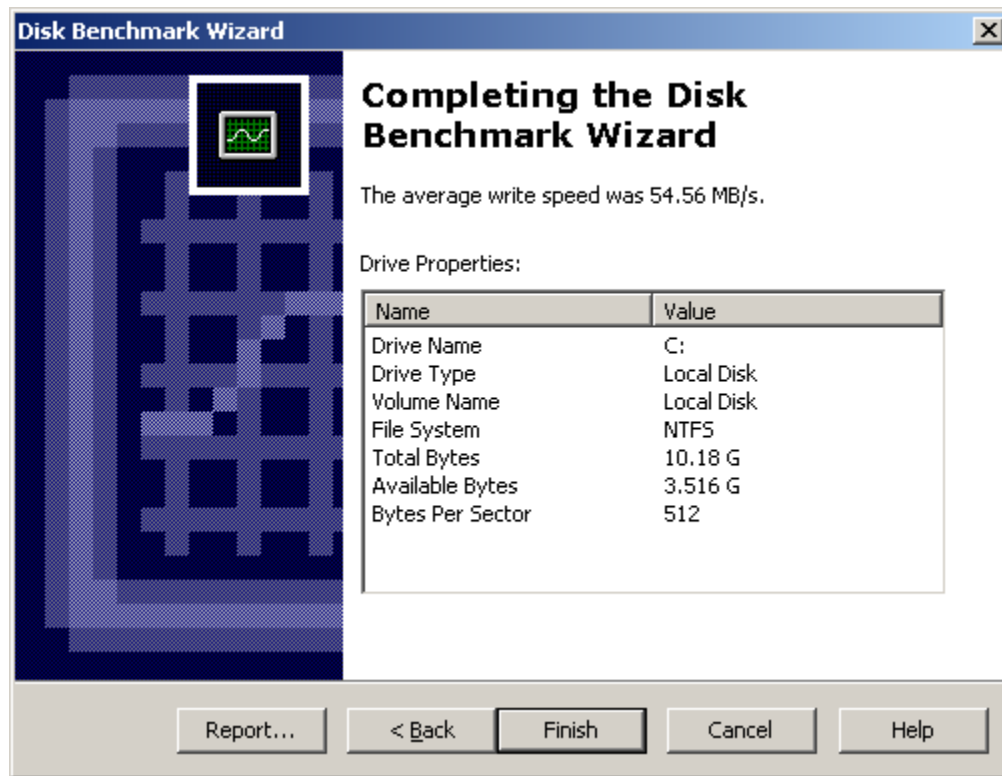 Disk Benchmark Wizard
Completing the Disk
Benchmark Wizard
The average write speed was 54.56 MB/s.
Drive Properties:
Name Value
Drive Name C:
Drive Type Local Disk
Volume Name Local Disk
File System NTFS
Total Bytes 10.18 G
Available Bytes 3.516 G
Bytes Per Sector 512
Report... < Back Finish Cancel Help